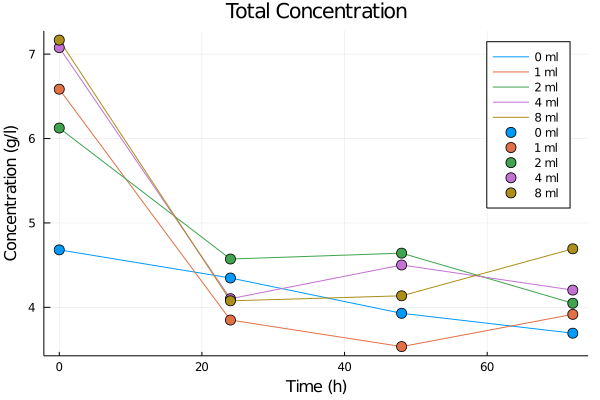 Total Concentration
Concentration (g/l)
7
6
5
4
0 ml
1 ml
2 ml
4 ml
8 ml
0 ml
1 ml
2 ml
4 ml
8 ml
0 20 40 60
Time (h)